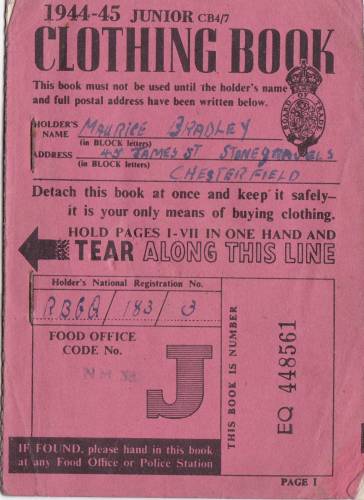 1944-45 JUNIOR CB4/7
CLOTHING BOOK
This book must not be used until the holder's name
and full postal address have been written below.
BOARD OF TRADE
HOLDER'S NAME MAURICE BRADLEY
(in BLOCK letters)
ADDRESS 45 JAMES ST STONEGRAVELS
(in BLOCK letters) CHESTERFIELD
Detach this book at once and keep it safely—
it is your only means of buying clothing.
HOLD PAGES I-VII IN ONE HAND AND
TEAR ALONG THIS LINE
Holder's National Registration No.
RBGQ/183/3
FOOD OFFICE
CODE No.
J
THIS BOOK IS NUMBER
EQ 448561
IF FOUND, please hand in this book
at any Food Office or Police Station
PAGE I